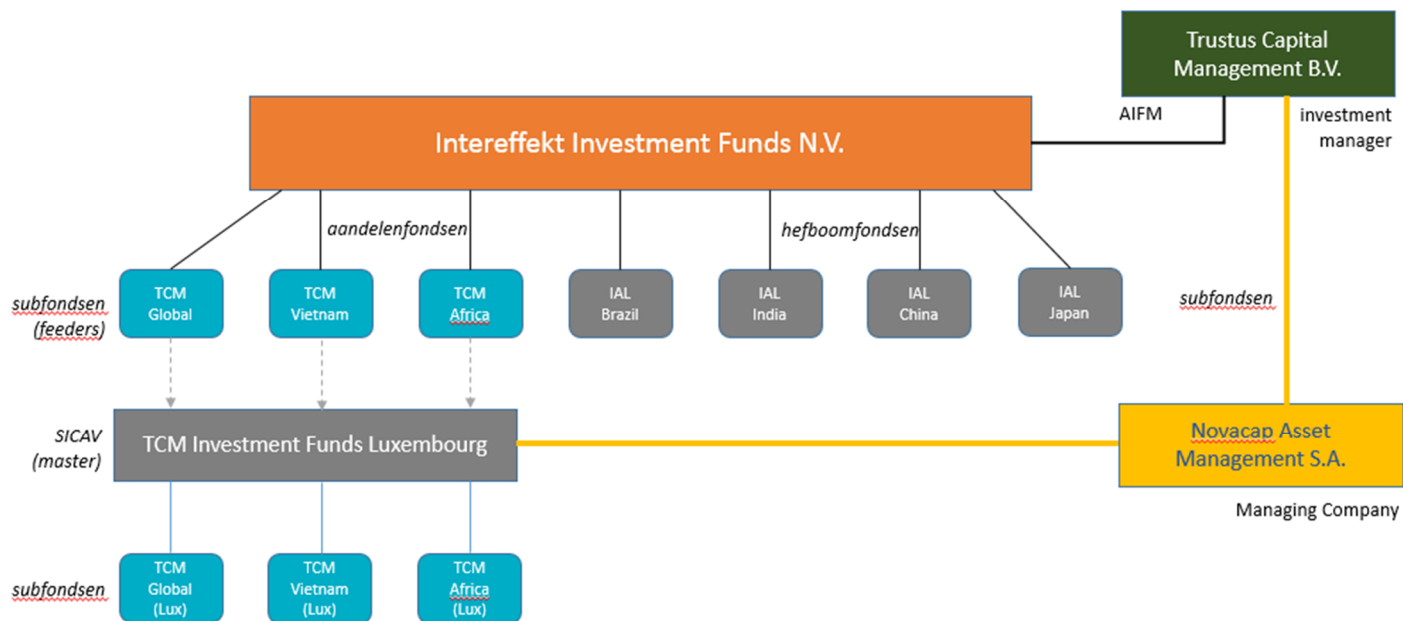 Trustus Capital
Management B.V.
AIFM
investment
manager
Intereffekt Investment Funds N.V.
aandelenfondsen
hefboomfondsen
subfondsen
(feeders)
TCM
Global
TCM
Vietnam
TCM
Africa
IAL
Brazil
IAL
India
IAL
China
IAL
Japan
subfondsen
SICAV
(master)
TCM Investment Funds Luxembourg
Novacap Asset
Management S.A.
Managing Company
subfondsen
TCM
Global
(Lux)
TCM
Vietnam
(Lux)
TCM
Africa
(Lux)